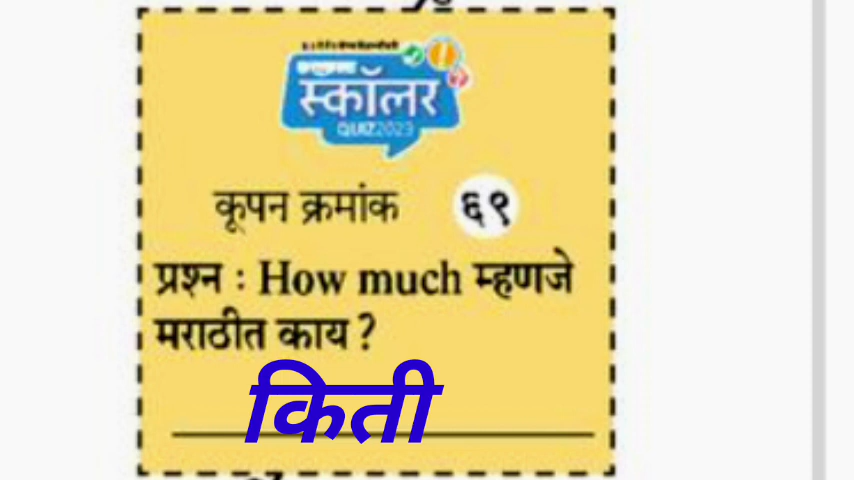 स्कॉलर
QUIZ2023
कूपन क्रमांक ६९
प्रश्न : How much म्हणजे
मराठीत काय ?
किती